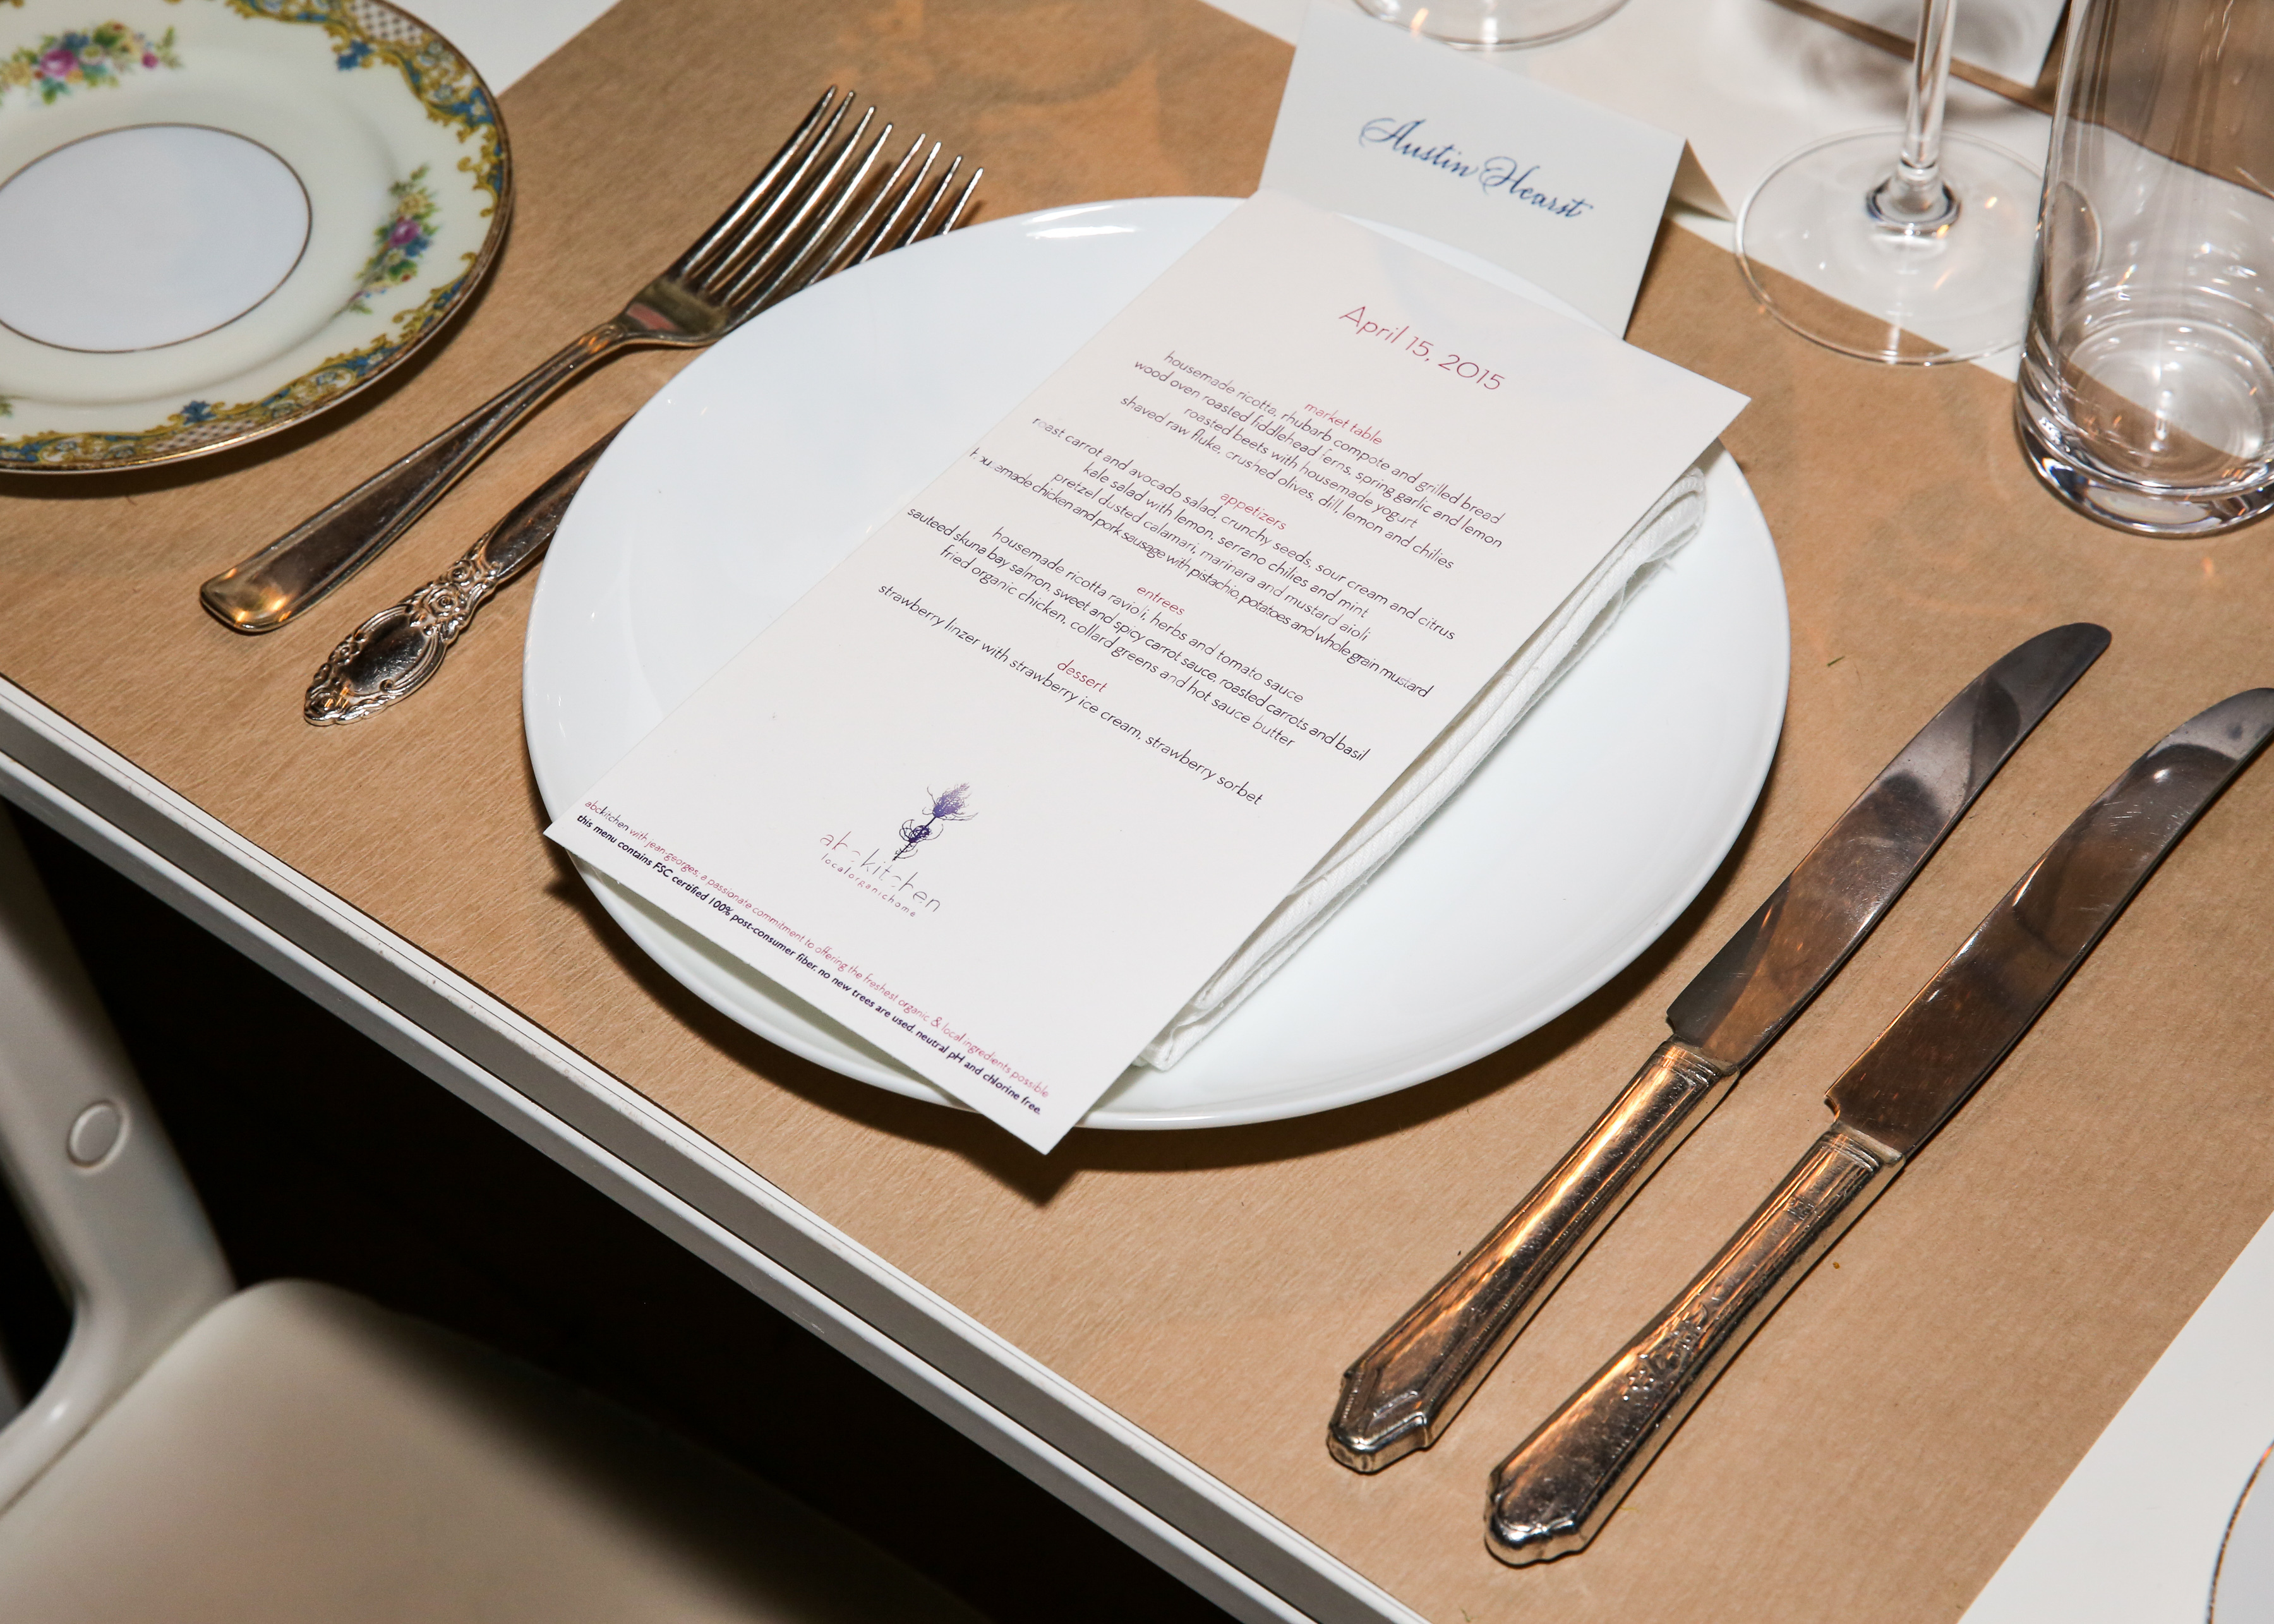 Austin Hearst
April 15, 2015
market table
housemade ricotta, rhubarb compote and grilled bread
wood oven roasted fiddlehead ferns, spring garlic and lemon
roasted beets with housemade yogurt
shaved raw fluke, crushed olives, dill, lemon and chilies
appetizers
roast carrot and avocado salad, crunchy seeds, sour cream and citrus
kale salad with lemon, serrano chilies and mint
pretzel dusted calamari, marinara and mustard aioli
housemade chicken and pork sausage with pistachio, potatoes and whole grain mustard
entrees
housemade ricotta ravioli, herbs and tomato sauce
sauteed skuna bay salmon, sweet and spicy carrot sauce, roasted carrots and basil
fried organic chicken, collard greens and hot sauce butter
dessert
strawberry linzer with strawberry ice cream, strawberry sorbet
abckitchen
localorganichome
abckitchen with jean-georges, a passionate commitment to offering the freshest organic & local ingredients possible
this menu contains FSC certified 100% post-consumer fiber. no new trees are used. neutral pH and chlorine free.